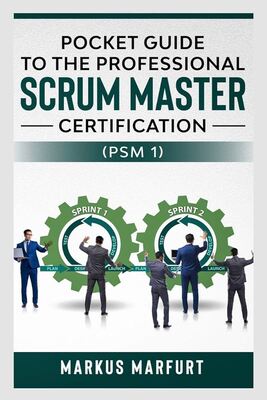 POCKET GUIDE
TO THE PROFESSIONAL
SCRUM MASTER
CERTIFICATION
(PSM 1)
SPRINT 1
SPRINT 2
PLAN
LAUNCH
PLAN
LAUNCH
MARKUS MARFURT